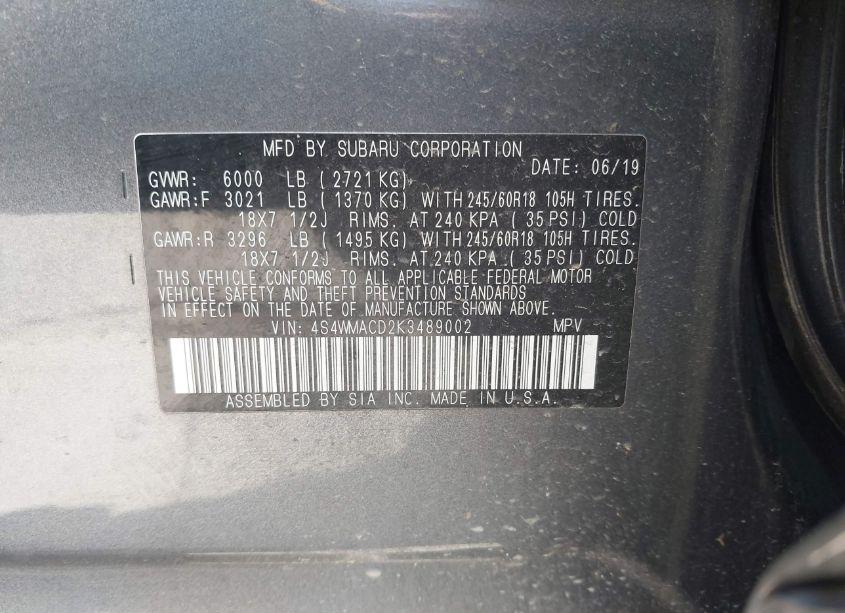 MFD BY SUBARU CORPORATION
DATE: 06/19
GVWR: 6000 LB ( 2721 KG)
GAWR:F 3021 LB ( 1370 KG) WITH 245/60R18 105H TIRES.
18X7 1/2J RIMS. AT 240 KPA ( 35 PSI) COLD
GAWR:R 3296 LB ( 1495 KG) WITH 245/60R18 105H TIRES.
18X7 1/2J RIMS. AT 240 KPA ( 35 PSI) COLD
THIS VEHICLE CONFORMS TO ALL APPLICABLE FEDERAL MOTOR
VEHICLE SAFETY AND THEFT PREVENTION STANDARDS
IN EFFECT ON THE DATE OF MANUFACTURE SHOWN ABOVE.
VIN: 4S4WMACD2K3489002 MPV
ASSEMBLED BY SIA INC. MADE IN U.S.A.